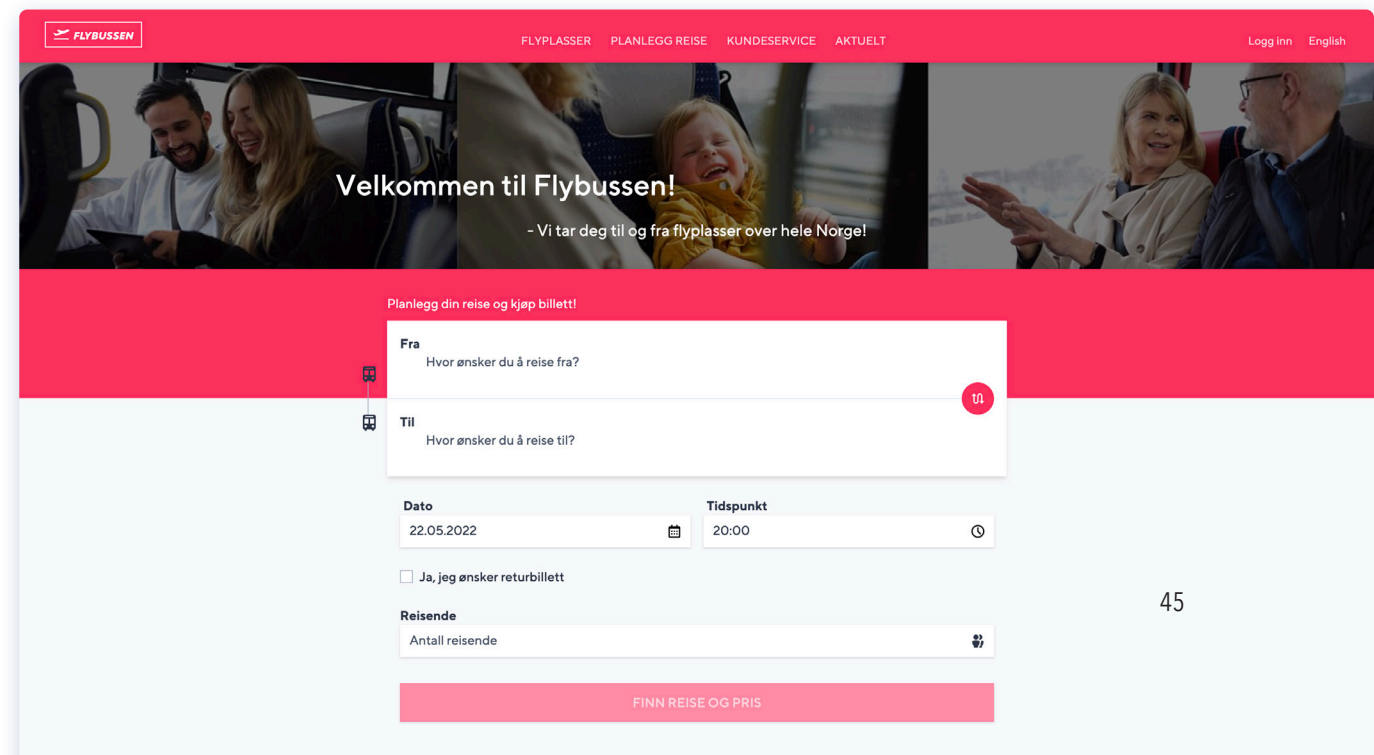 FLYBUSSEN
FLYPLASSER PLANLEGG REISE KUNDESERVICE AKTUELT
Logg inn English
Velkommen til Flybussen!
- Vi tar deg til og fra flyplasser over hele Norge!
Planlegg din reise og kjøp billett!
Fra
Hvor ønsker du å reise fra?
Til
Hvor ønsker du å reise til?
Dato Tidspunkt
22.05.2022 20:00
Ja, jeg ønsker returbillett
45
Reisende
Antall reisende
FINN REISE OG PRIS